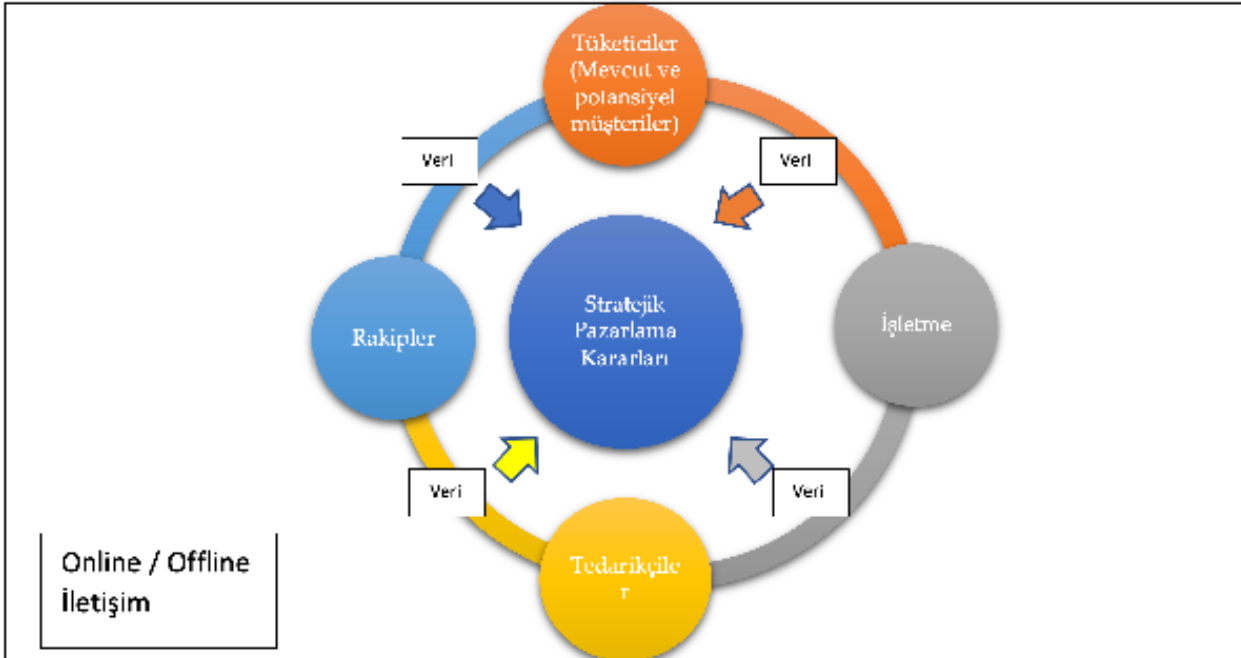 Tüketiciler
(Mevcut ve
potansiyel
müşteriler)
Veri
Veri
Rakipler
Stratejik
Pazarlama
Kararları
İşletme
Veri
Veri
Tedarikçile
r
Online / Offline
İletişim